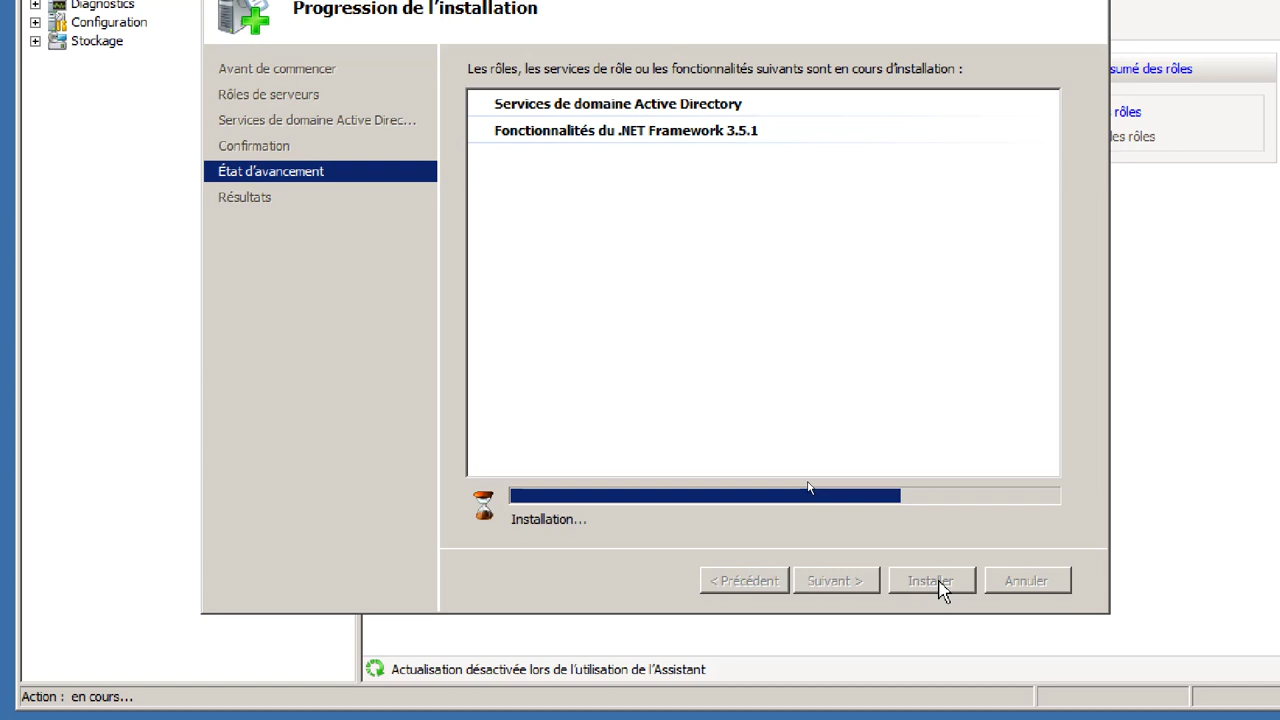 Diagnostics
Configuration
Stockage
Progression de l'installation
Avant de commencer
Rôles de serveurs
Services de domaine Active Direc...
Confirmation
État d'avancement
Résultats
Les rôles, les services de rôle ou les fonctionnalités suivants sont en cours d'installation :
Services de domaine Active Directory
Fonctionnalités du .NET Framework 3.5.1
Installation...
< Précédent
Suivant >
Installer
Annuler
sumé des rôles
rôles
les rôles
Actualisation désactivée lors de l'utilisation de l'Assistant
Action : en cours...